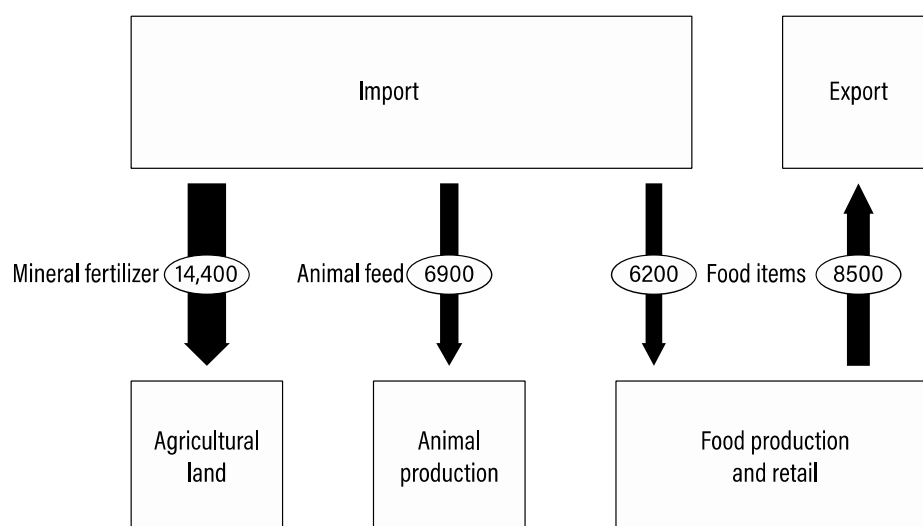 Import
Export
Mineral fertilizer 14,400
Animal feed 6900
6200 Food items 8500
Agricultural
land
Animal
production
Food production
and retail